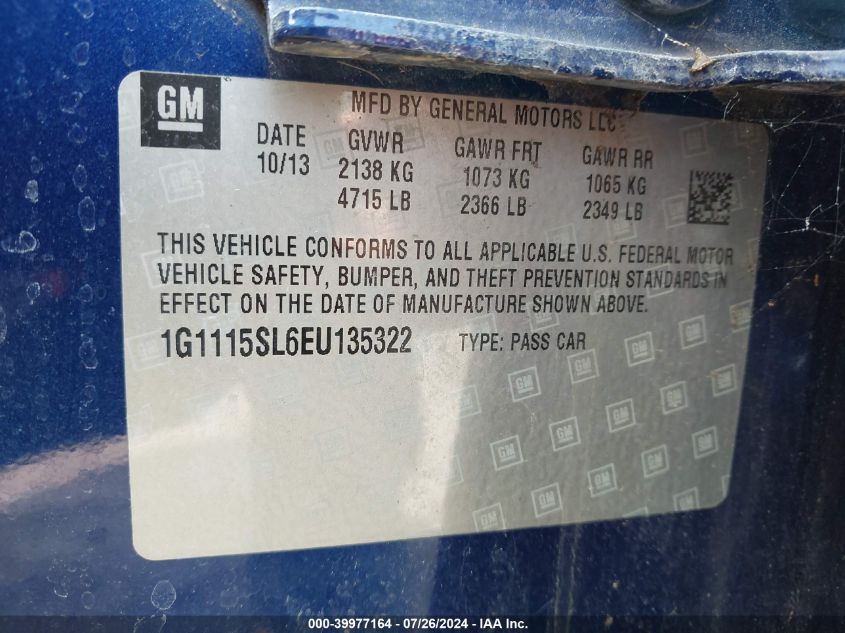 GM
MFD BY GENERAL MOTORS LLC
DATE GVWR GAWR FRT GAWR RR
10/13 2138 KG 1073 KG 1065 KG
4715 LB 2366 LB 2349 LB
THIS VEHICLE CONFORMS TO ALL APPLICABLE U.S. FEDERAL MOTOR
VEHICLE SAFETY, BUMPER, AND THEFT PREVENTION STANDARDS IN
EFFECT ON THE DATE OF MANUFACTURE SHOWN ABOVE.
1G1115SL6EU135322 TYPE: PASS CAR
000-39977164 - 07/26/2024 - IAA Inc.